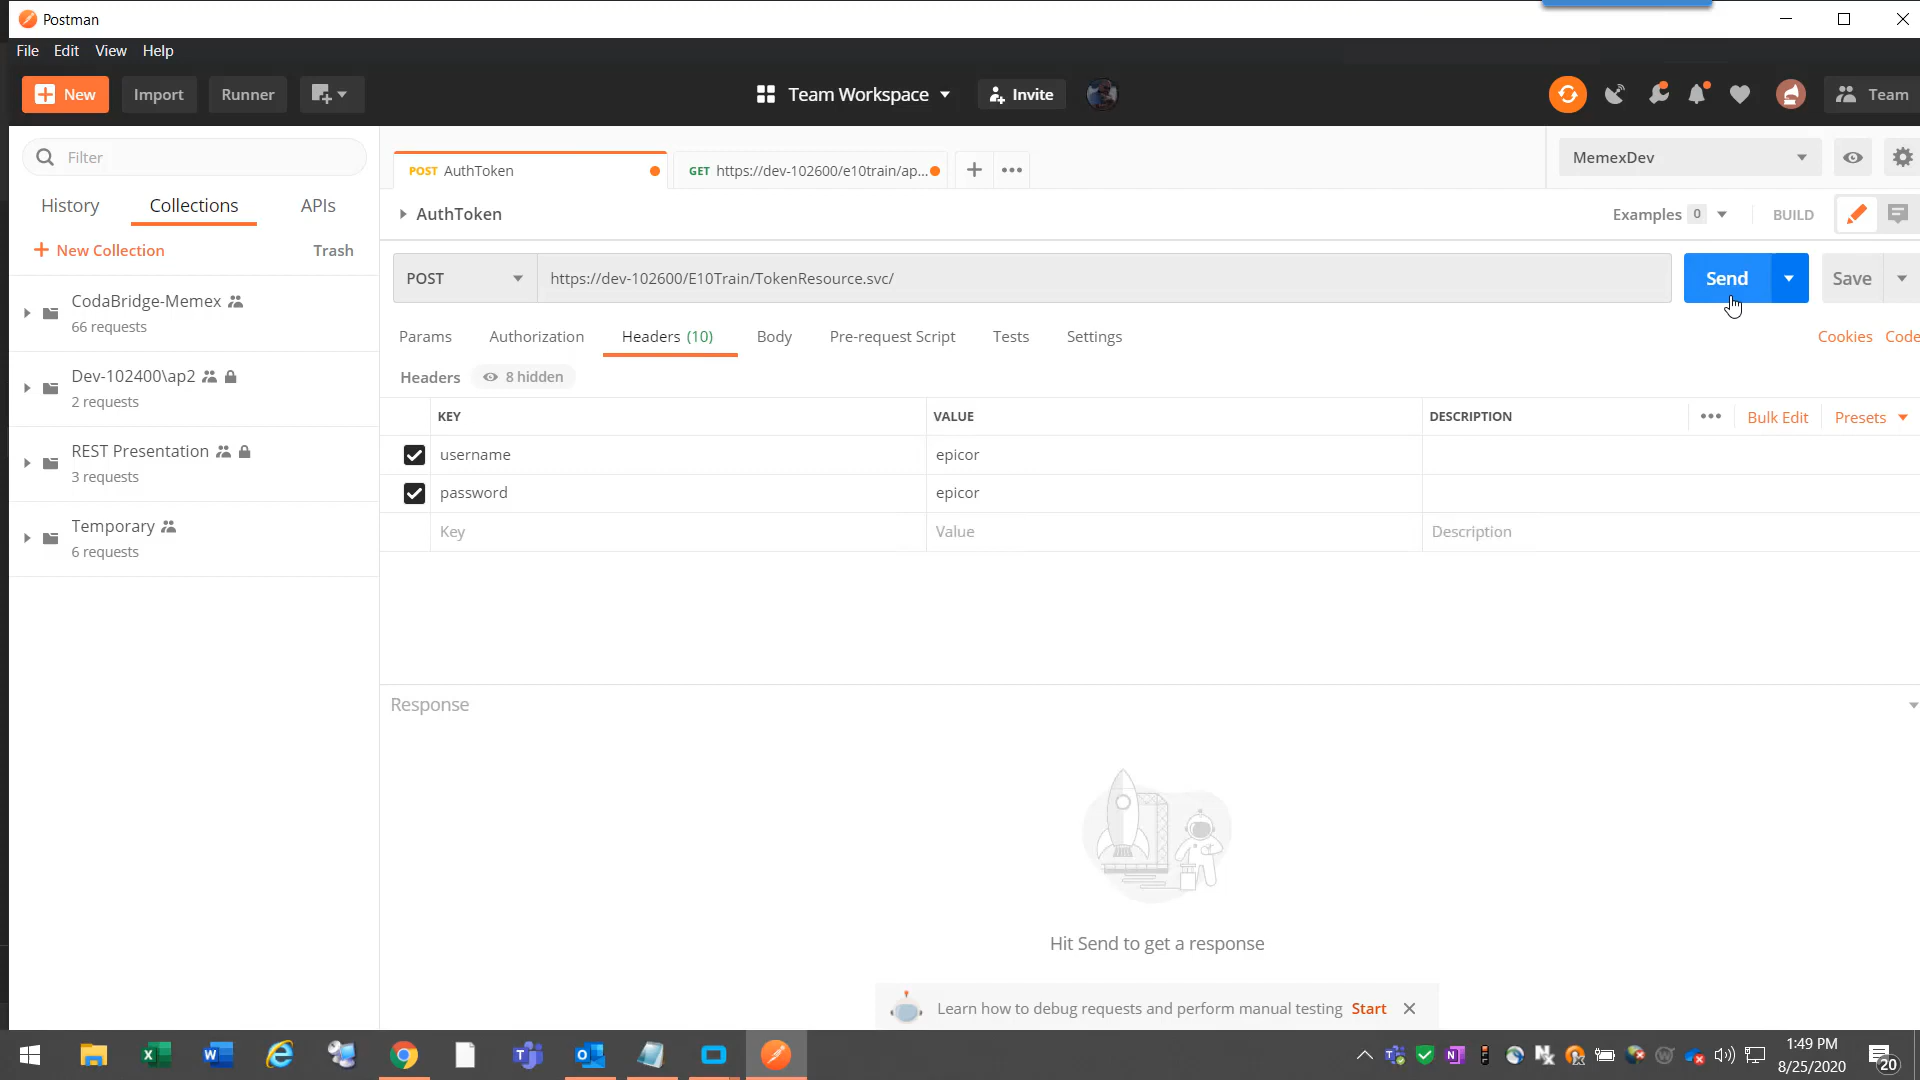 Postman
File Edit View Help
New Import Runner Team Workspace Invite Team
Filter
History Collections APIs
New Collection Trash
CodaBridge-Memex
66 requests
Dev-102400\ap2
2 requests
REST Presentation
3 requests
Temporary
6 requests
POST AuthToken
GET https://dev-102600/e10train/ap...
MemexDev
AuthToken
Examples 0 BUILD
POST https://dev-102600/E10Train/TokenResource.svc/ Send Save
Params Authorization Headers (10) Body Pre-request Script Tests Settings Cookies Code
Headers 8 hidden
KEY VALUE DESCRIPTION Bulk Edit Presets
username epicor
password epicor
Key Value Description
Response
Hit Send to get a response
Learn how to debug requests and perform manual testing Start
1:49 PM
8/25/2020
20